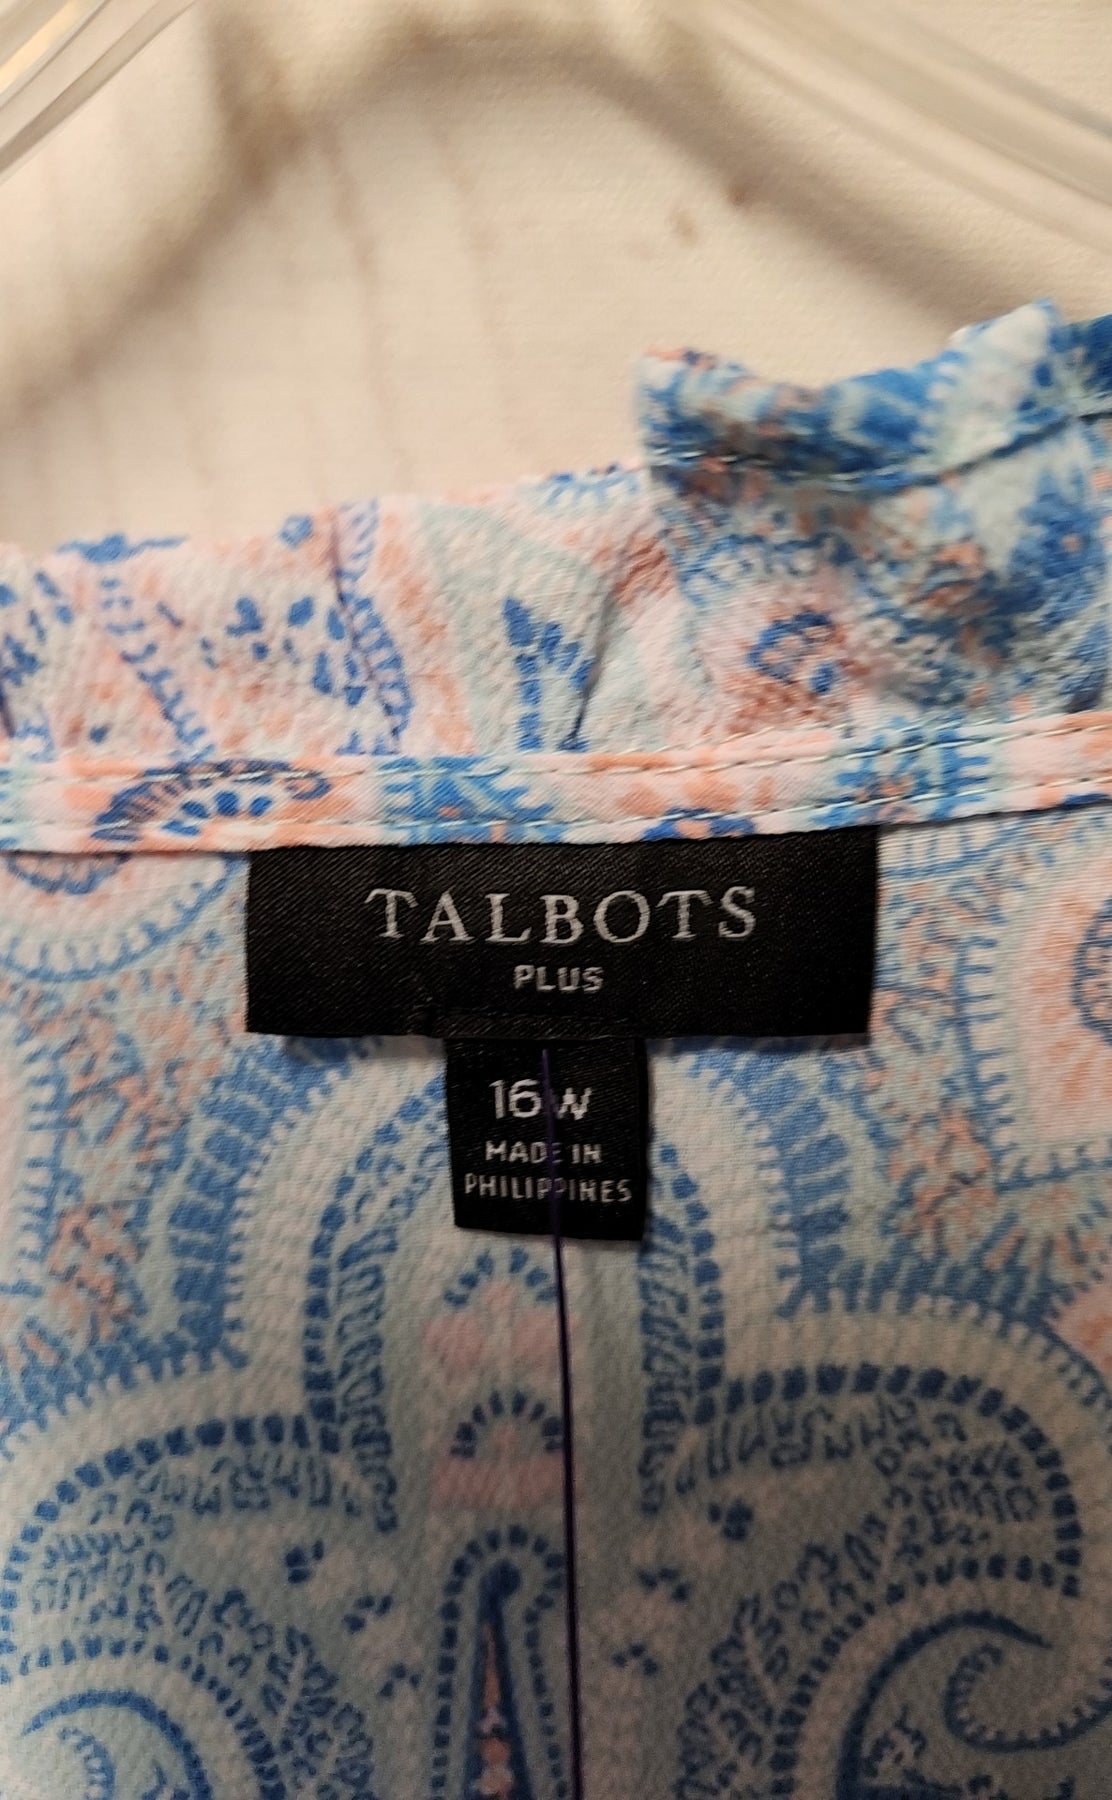 TALBOTS
PLUS
16W
MADE IN
PHILIPPINES